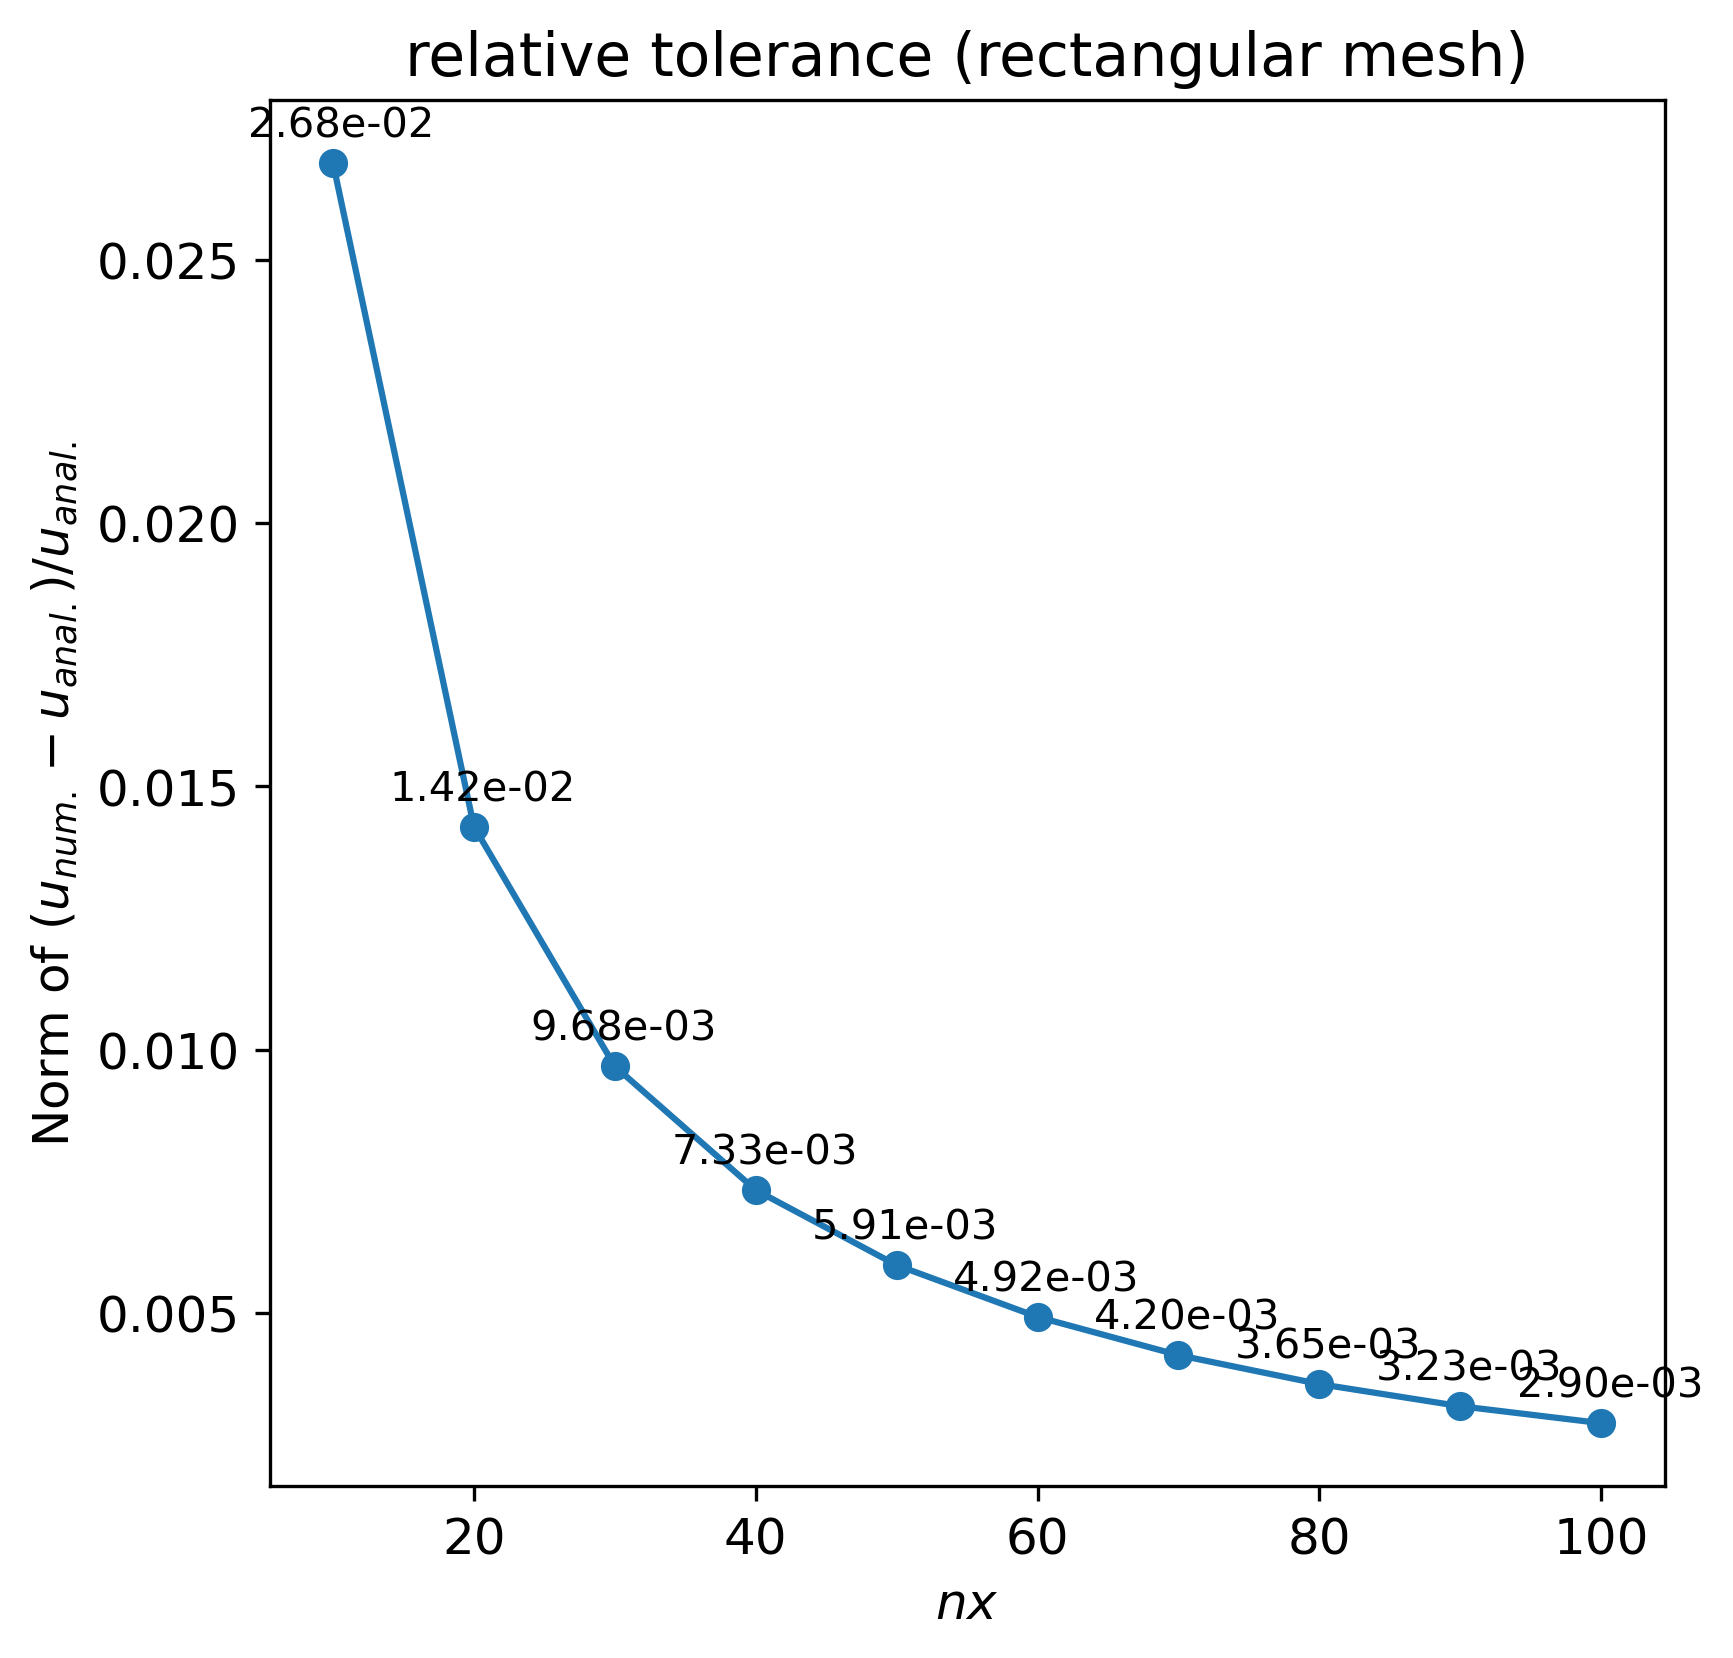 relative tolerance (rectangular mesh)
Norm of (u_num. − u_anal.)/u_anal.
0.025
0.020
0.015
0.010
0.005
2.68e-02
1.42e-02
9.68e-03
7.33e-03
5.91e-03
4.92e-03
4.20e-03
3.65e-03
3.23e-03
2.90e-03
20 40 60 80 100
nx